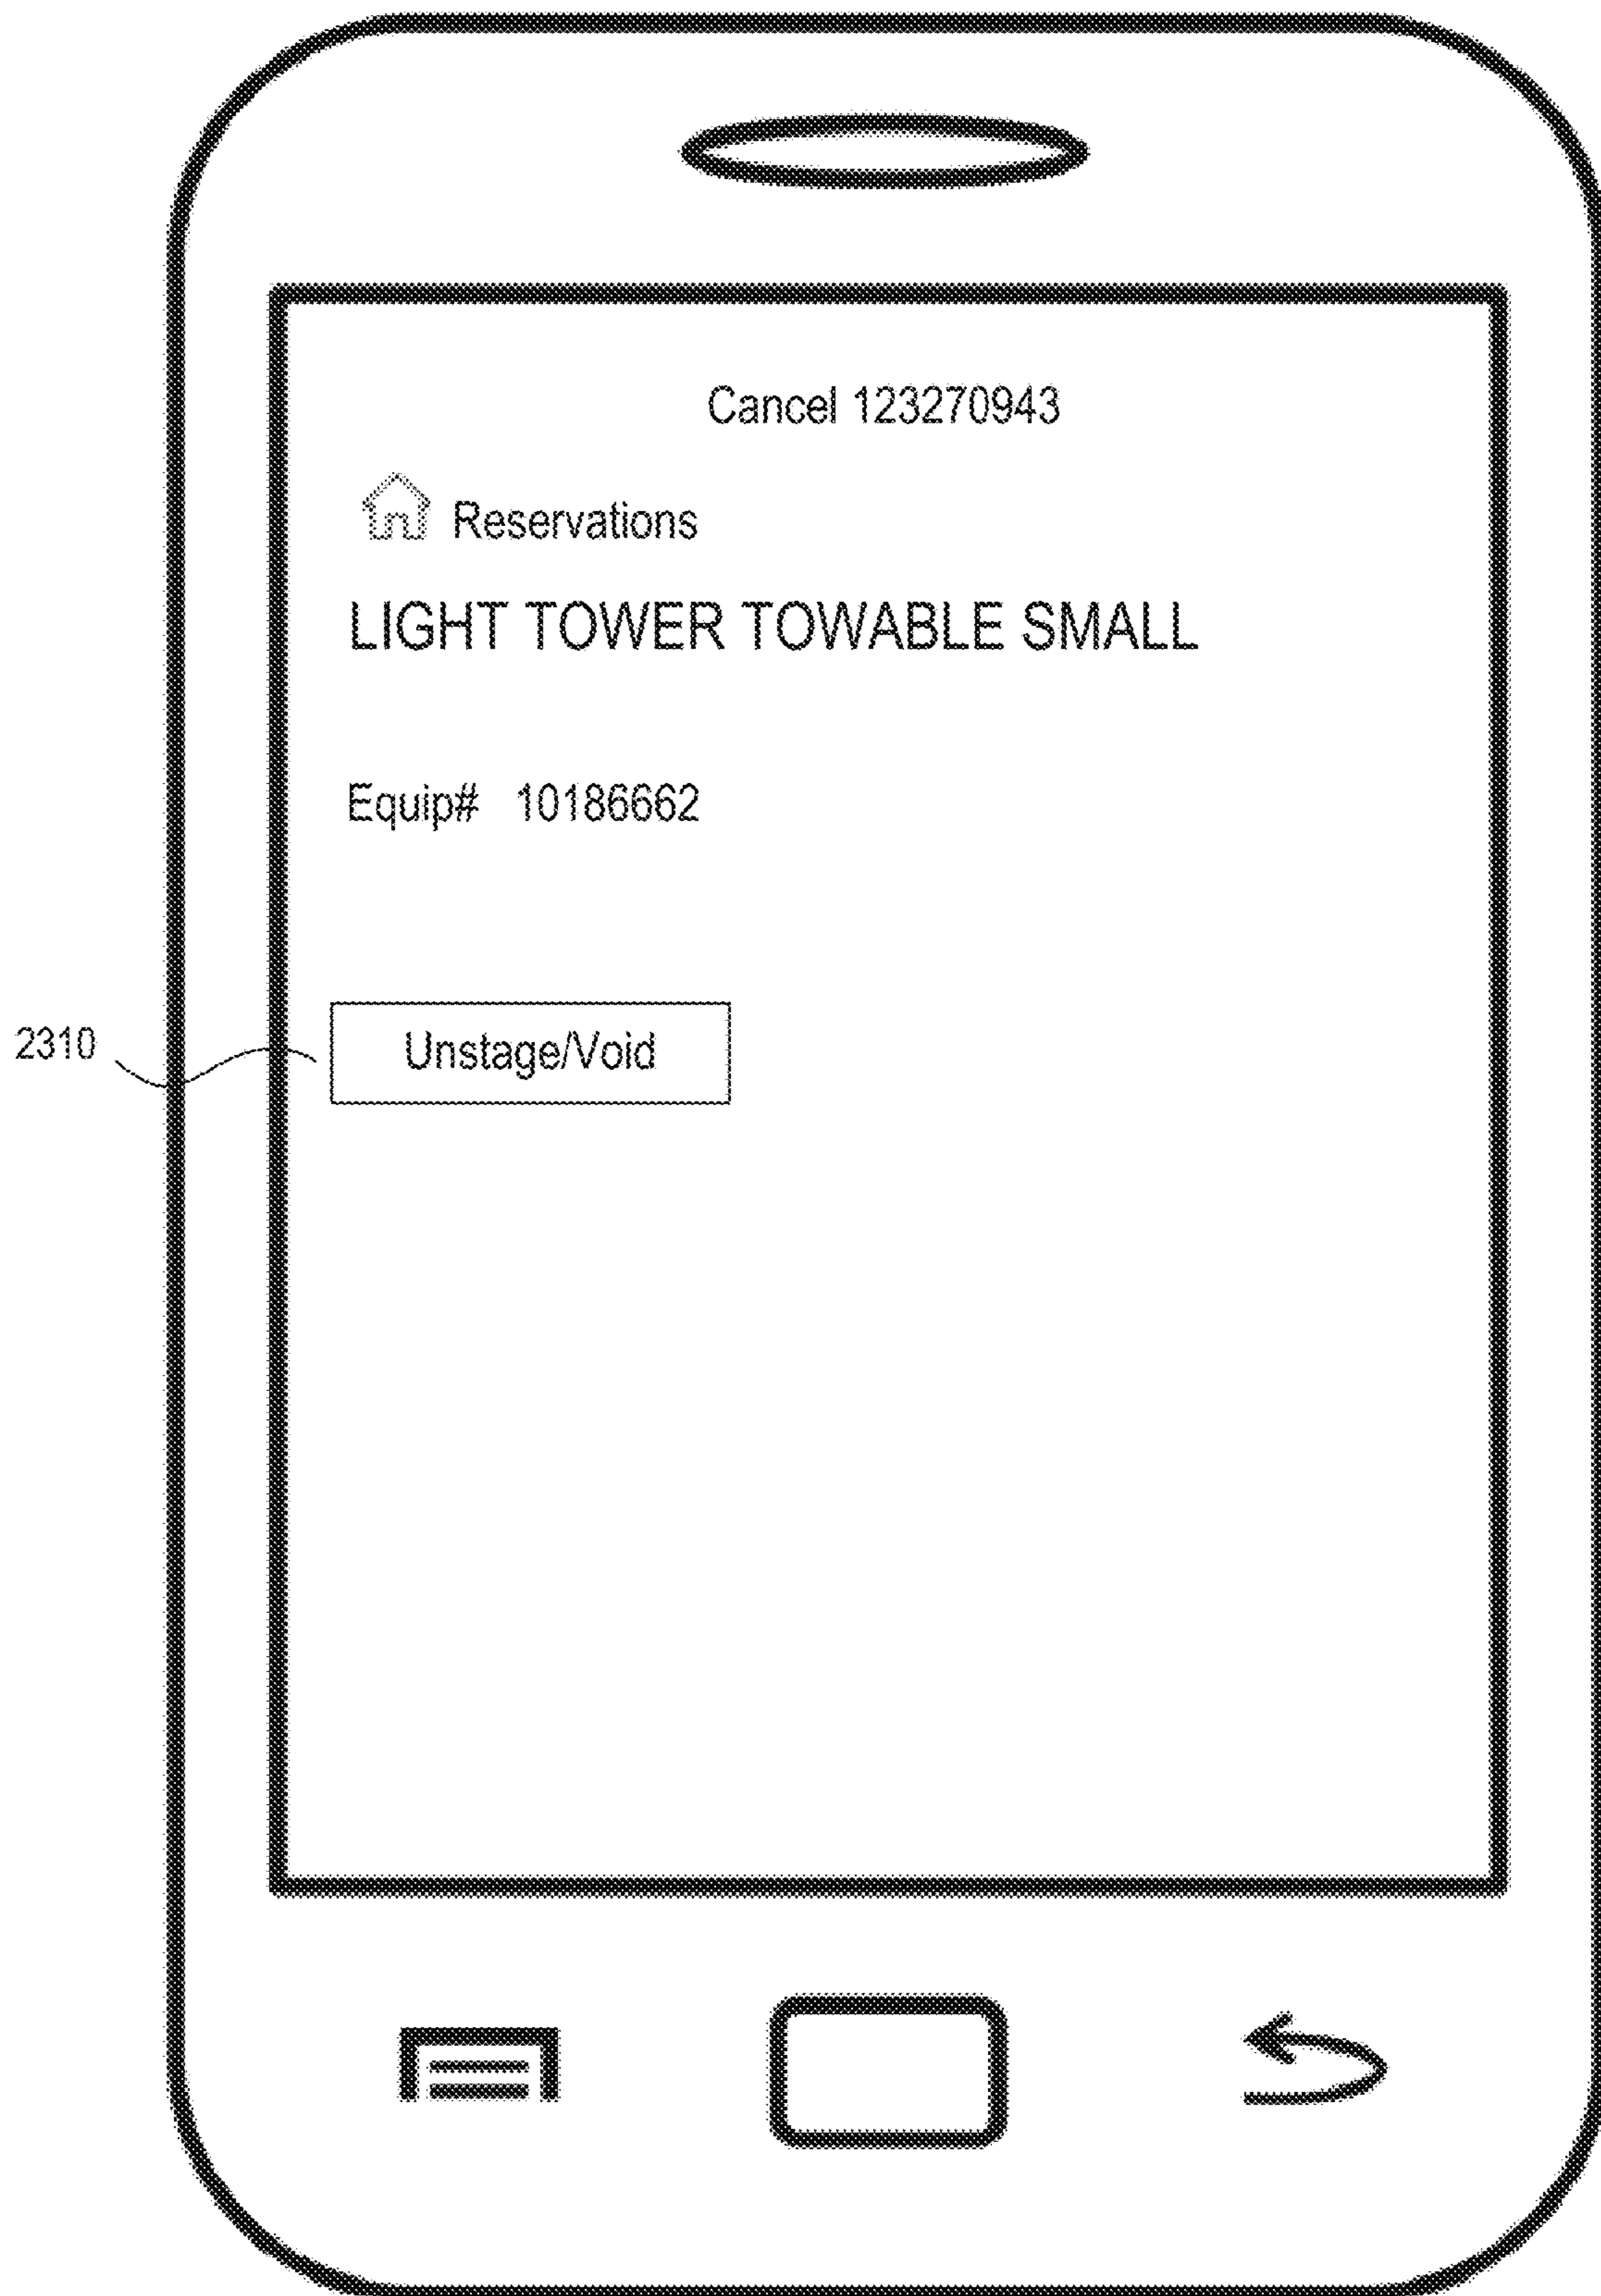 Cancel 123270943
Reservations
LIGHT TOWER TOWABLE SMALL
Equip# 10186662
2310
Unstage/Void